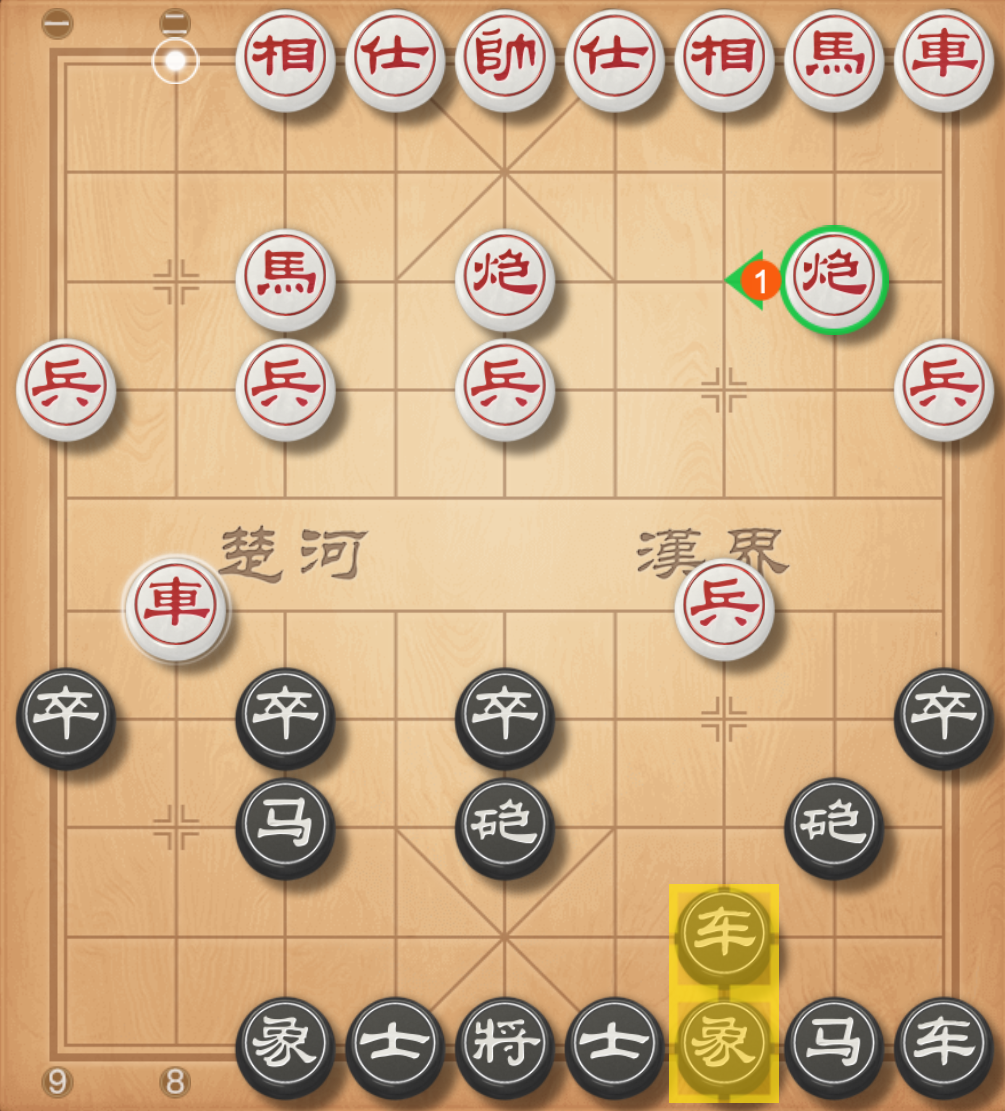 一 二
相 仕 帥 仕 相 馬 車
馬 炮 1 炮
兵 兵 兵 兵
楚河 漢界
車 兵
卒 卒 卒 卒
马 砲 砲
车
象 士 将 士 象 马 车
9 8